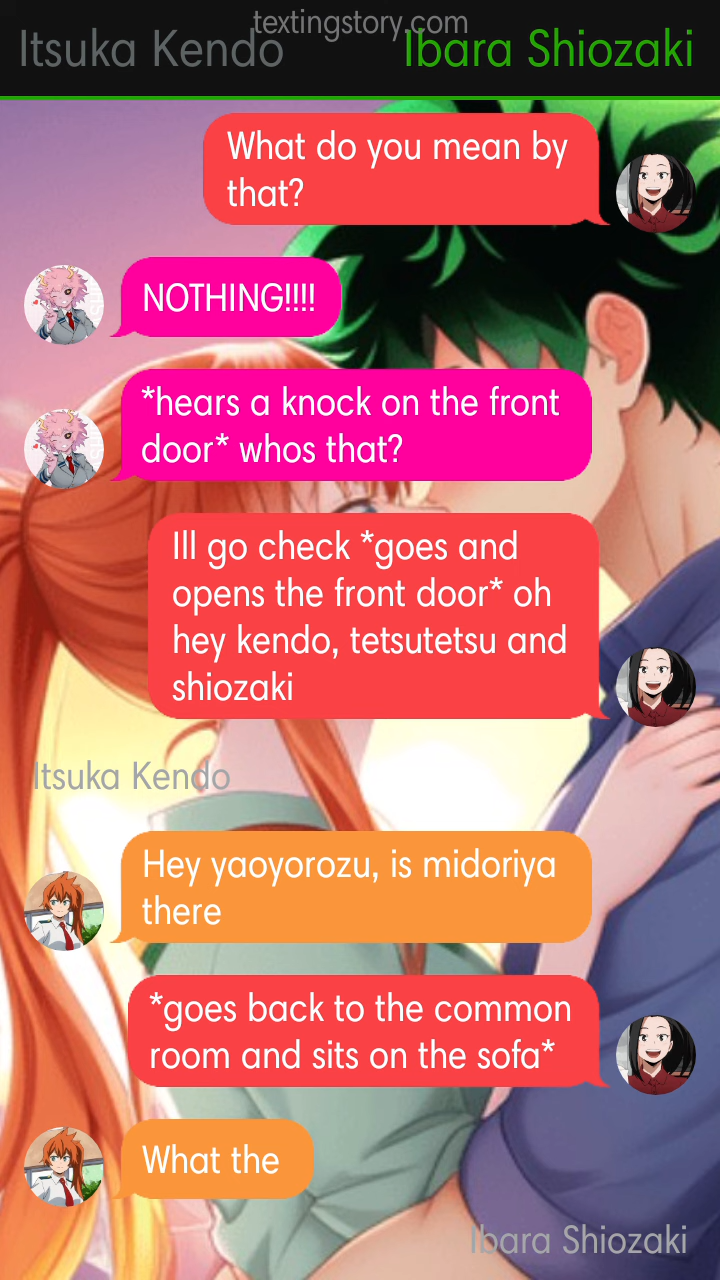 textingstory.com
Itsuka Kendo
Ibara Shiozaki
What do you mean by
that?
NOTHING!!!!
*hears a knock on the front
door* whos that?
Ill go check *goes and
opens the front door* oh
hey kendo, tetsutetsu and
shiozaki
Itsuka Kendo
Hey yaoyorozu, is midoriya
there
*goes back to the common
room and sits on the sofa*
What the
Ibara Shiozaki